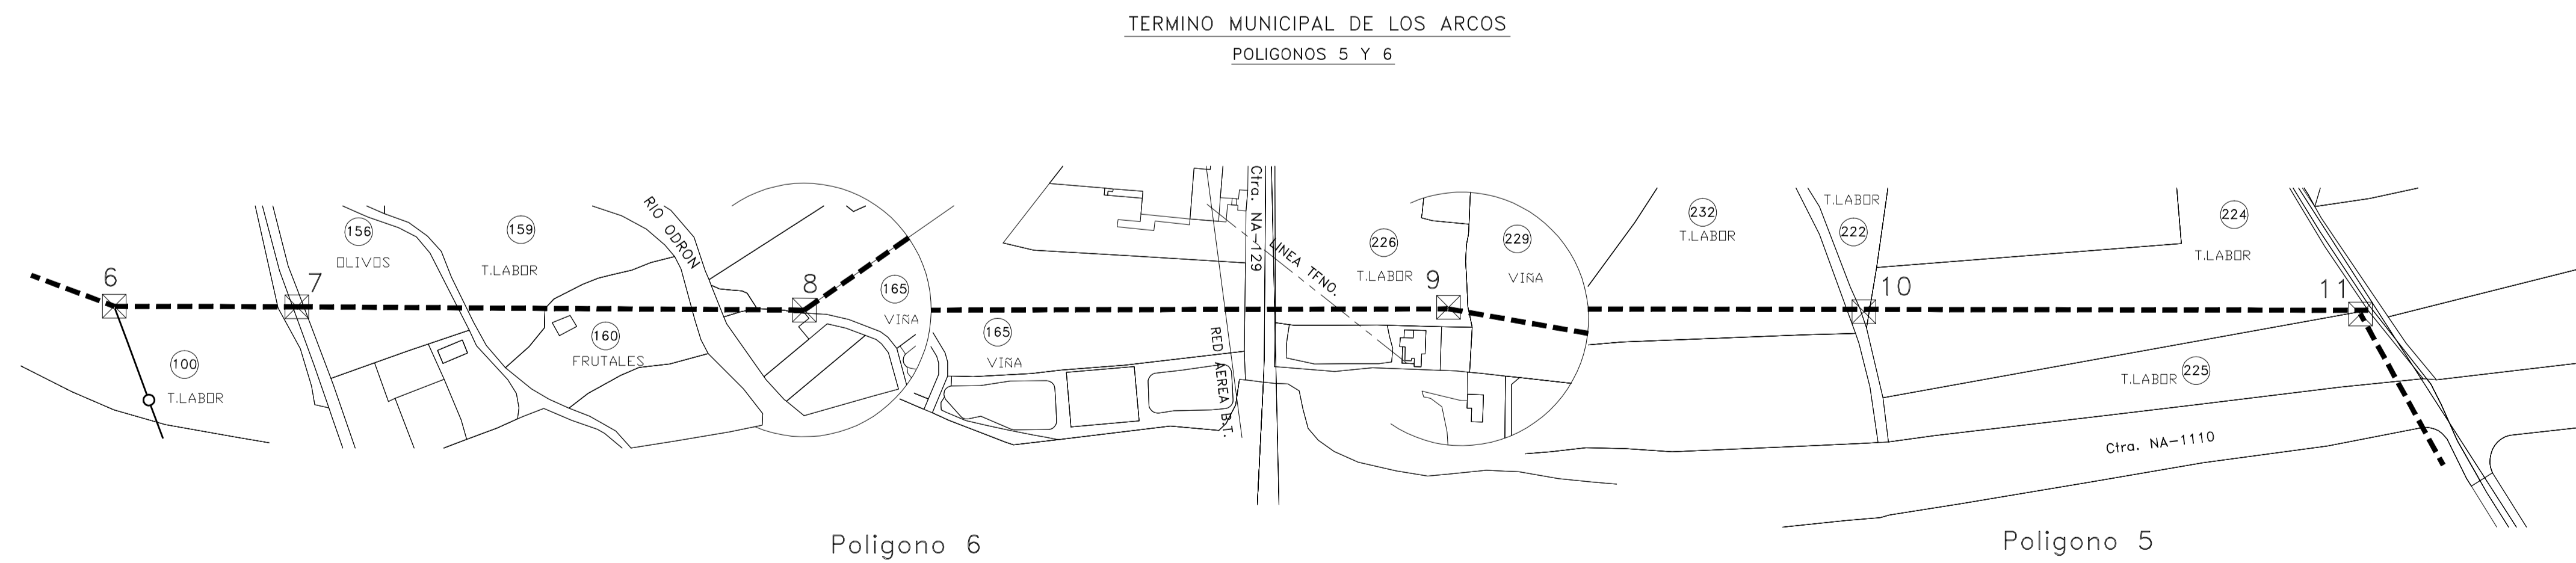 TERMINO MUNICIPAL DE LOS ARCOS
POLIGONOS 5 Y 6
6
100
T.LABOR
7
156
OLIVOS
159
T.LABOR
160
FRUTALES
RIO ODRON
8
165
VIÑA
165
VIÑA
RED AEREA B.T.
Ctra. NA-129
LINEA TFNO.
226
T.LABOR
9
229
VIÑA
232
T.LABOR
T.LABOR
222
10
224
T.LABOR
11
T.LABOR 225
Ctra. NA-1110
Poligono 6
Poligono 5